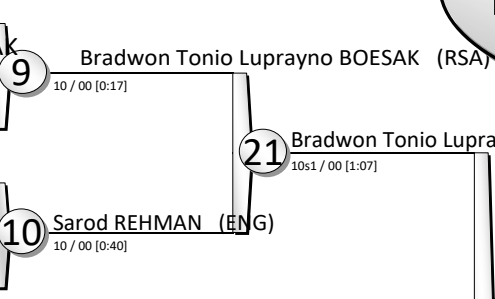 9
Bradwon Tonio Luprayno BOESAK (RSA)
10 / 00 [0:17]
21
Bradwon Tonio Lupra
10s1 / 00 [1:07]
10
Sarod REHMAN (ENG)
10 / 00 [0:40]